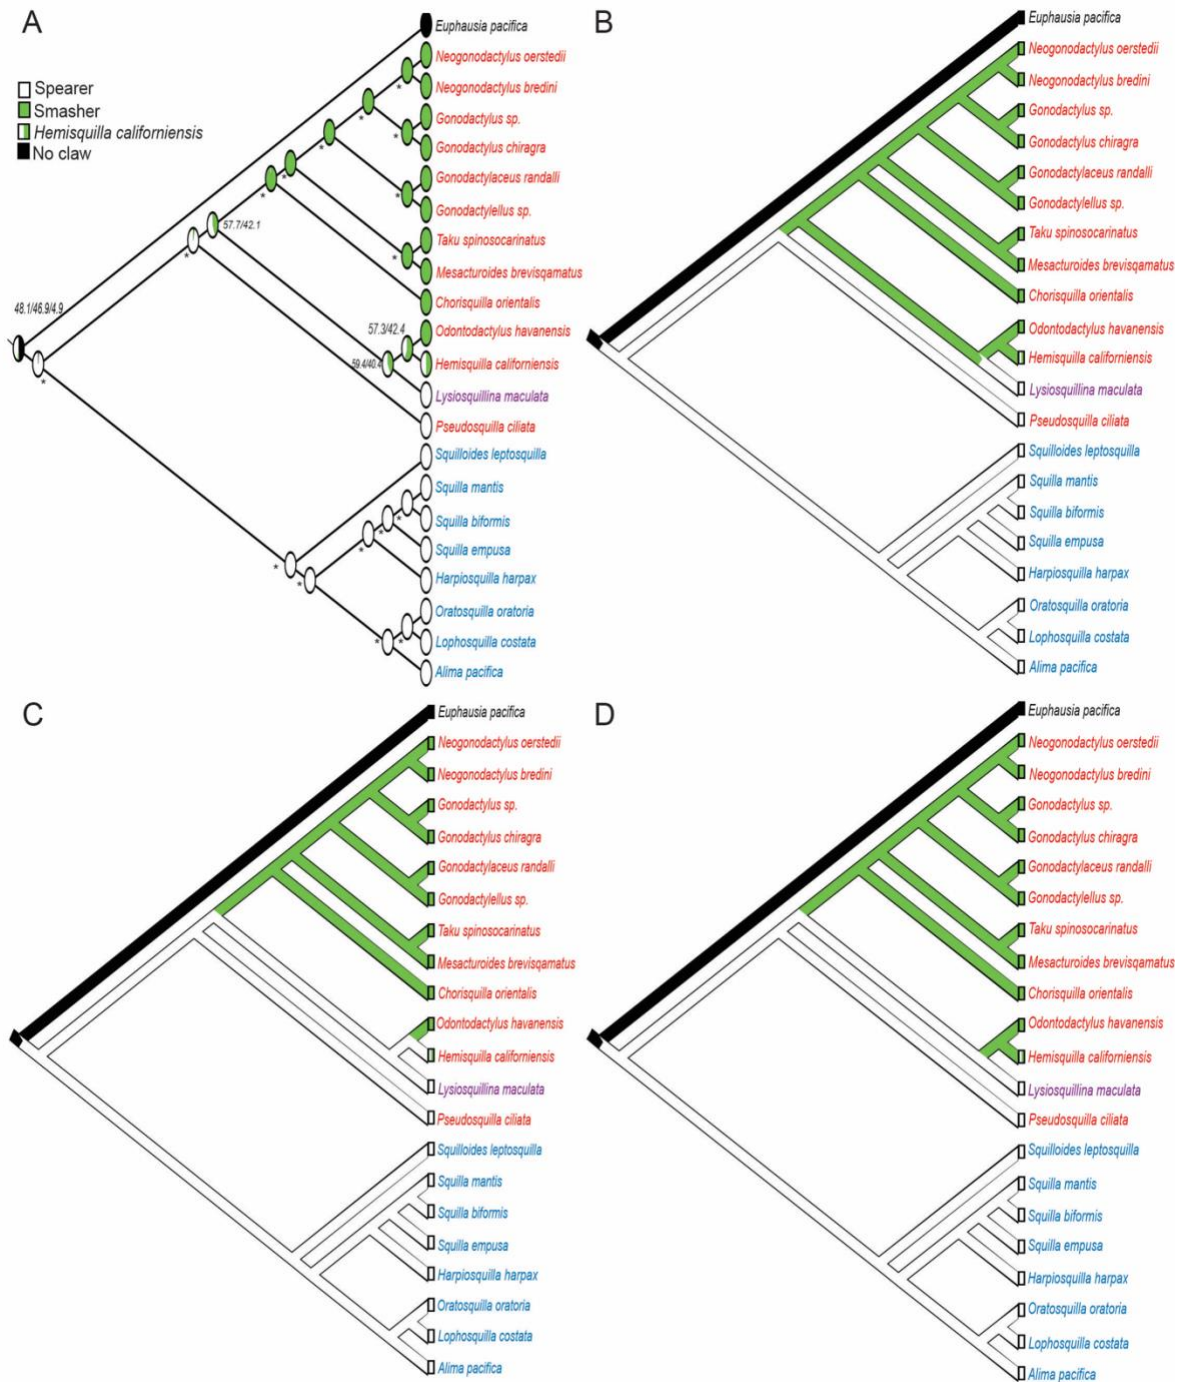 A
Euphausia pacifica
Neogonodactylus oerstedii
Neogonodactylus bredini
Gonodactylus sp.
Gonodactylus chiragra
Gonodactylaceus randalli
Gonodactylellus sp.
Taku spinosocarinatus
Mesacturoides brevisqamatus
Chorisquilla orientalis
Odontodactylus havanensis
Hemisquilla californiensis
Lysiosquillina maculata
Pseudosquilla ciliata
Squilloides leptosquilla
Squilla mantis
Squilla biformis
Squilla empusa
Harpiosquilla harpax
Oratosquilla oratoria
Lophosquilla costata
Alima pacifica
Spearer
Smasher
Hemisquilla californiensis
No claw
57.7/42.1
48.1/46.9/4.9
57.3/42.4
59.4/40.4
B
Euphausia pacifica
Neogonodactylus oerstedii
Neogonodactylus bredini
Gonodactylus sp.
Gonodactylus chiragra
Gonodactylaceus randalli
Gonodactylellus sp.
Taku spinosocarinatus
Mesacturoides brevisqamatus
Chorisquilla orientalis
Odontodactylus havanensis
Hemisquilla californiensis
Lysiosquillina maculata
Pseudosquilla ciliata
Squilloides leptosquilla
Squilla mantis
Squilla biformis
Squilla empusa
Harpiosquilla harpax
Oratosquilla oratoria
Lophosquilla costata
Alima pacifica
C
Euphausia pacifica
Neogonodactylus oerstedii
Neogonodactylus bredini
Gonodactylus sp.
Gonodactylus chiragra
Gonodactylaceus randalli
Gonodactylellus sp.
Taku spinosocarinatus
Mesacturoides brevisqamatus
Chorisquilla orientalis
Odontodactylus havanensis
Hemisquilla californiensis
Lysiosquillina maculata
Pseudosquilla ciliata
Squilloides leptosquilla
Squilla mantis
Squilla biformis
Squilla empusa
Harpiosquilla harpax
Oratosquilla oratoria
Lophosquilla costata
Alima pacifica
D
Euphausia pacifica
Neogonodactylus oerstedii
Neogonodactylus bredini
Gonodactylus sp.
Gonodactylus chiragra
Gonodactylaceus randalli
Gonodactylellus sp.
Taku spinosocarinatus
Mesacturoides brevisqamatus
Chorisquilla orientalis
Odontodactylus havanensis
Hemisquilla californiensis
Lysiosquillina maculata
Pseudosquilla ciliata
Squilloides leptosquilla
Squilla mantis
Squilla biformis
Squilla empusa
Harpiosquilla harpax
Oratosquilla oratoria
Lophosquilla costata
Alima pacifica